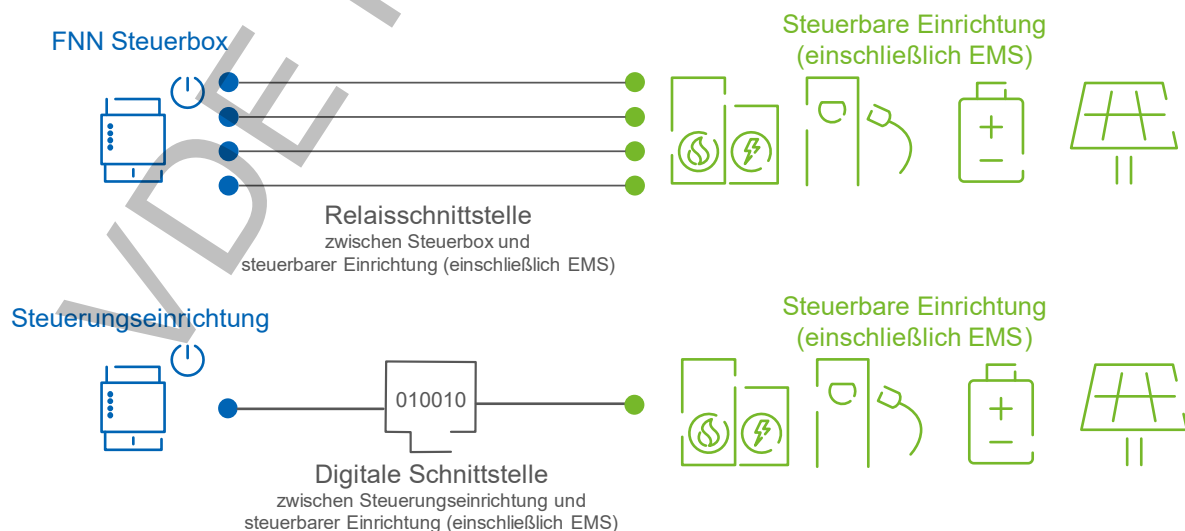 Steuerbare Einrichtung
(einschließlich EMS)
FNN Steuerbox
Relaisschnittstelle
zwischen Steuerbox und
steuerbarer Einrichtung (einschließlich EMS)
Steuerbare Einrichtung
(einschließlich EMS)
Steuerungseinrichtung
010010
Digitale Schnittstelle
zwischen Steuerungseinrichtung und
steuerbarer Einrichtung (einschließlich EMS)
VDE